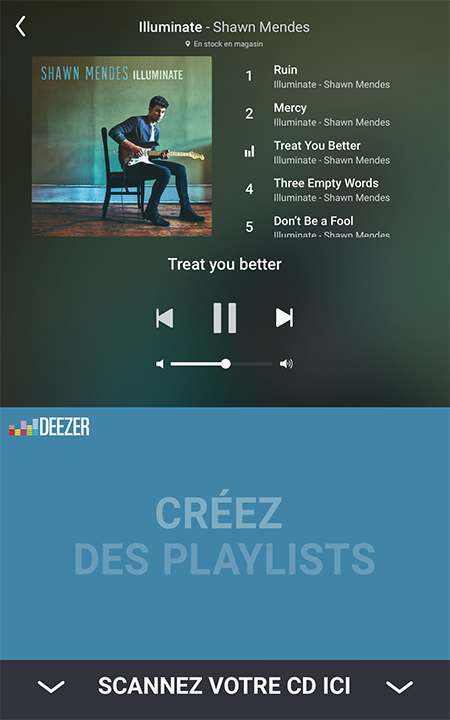 Illuminate - Shawn Mendes
En stock en magasin
SHAWN MENDES ILLUMINATE
1 Ruin
Illuminate - Shawn Mendes
2 Mercy
Illuminate - Shawn Mendes
Treat You Better
Illuminate - Shawn Mendes
4 Three Empty Words
Illuminate - Shawn Mendes
5 Don't Be a Fool
Illuminate - Shawn Mendes
Treat you better
DEEZER
CRÉEZ
DES PLAYLISTS
SCANNEZ VOTRE CD ICI